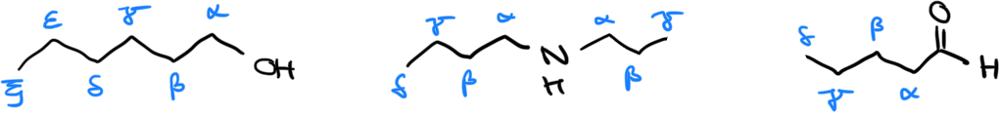 ε γ α γ α α γ β O
ξ δ β OH δ β N H β δ γ α H